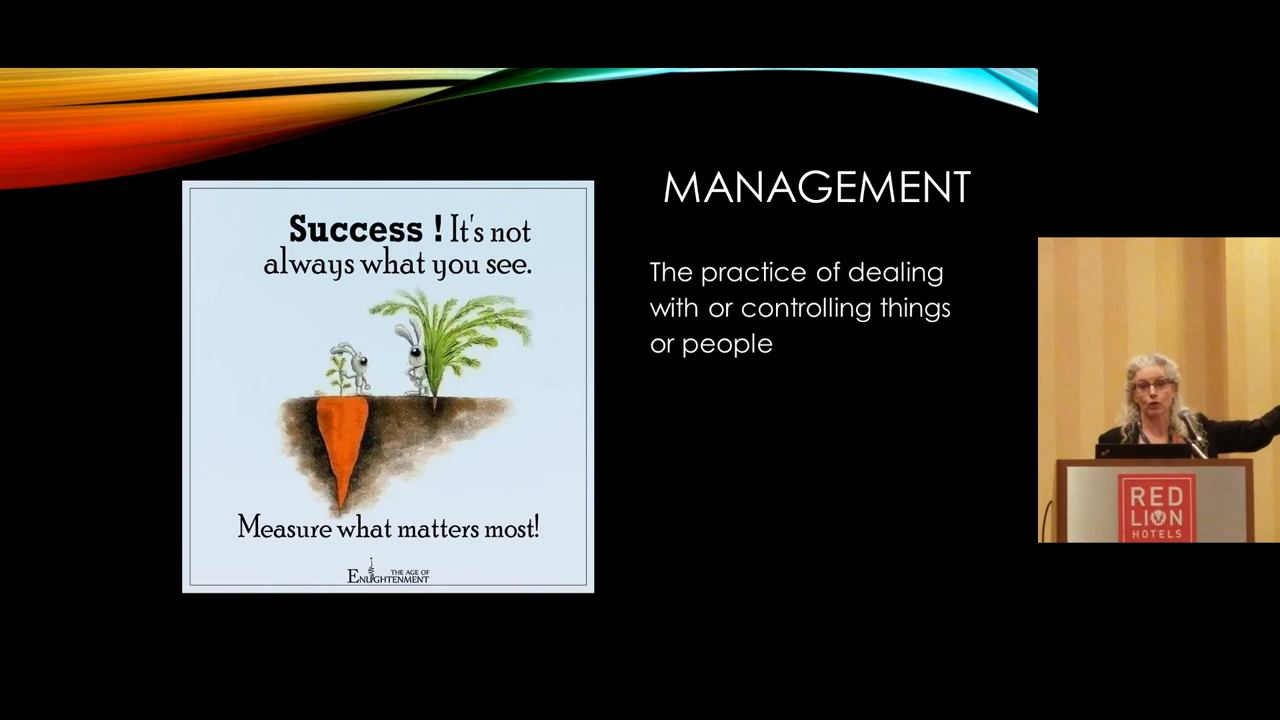 Success ! It's not
always what you see.
Measure what matters most!
THE AGE OF
ENLIGHTENMENT
MANAGEMENT
The practice of dealing
with or controlling things
or people
RED
LION
HOTELS